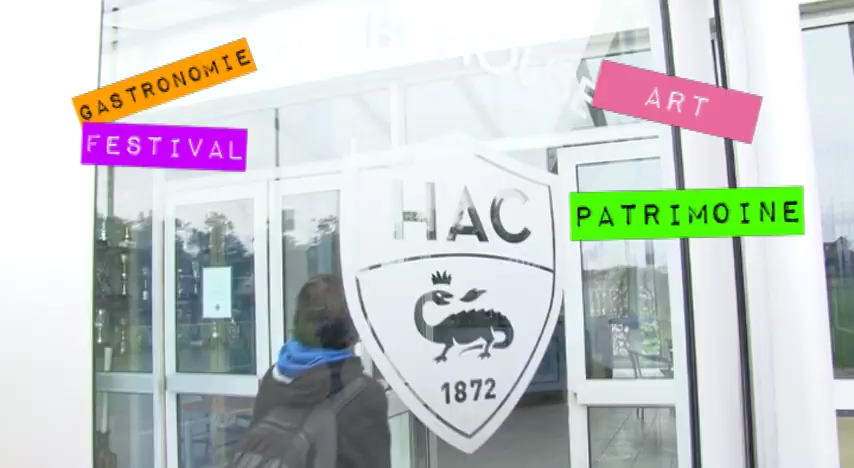 GASTRONOMIE
FESTIVAL
ART
PATRIMOINE
HAC
1872